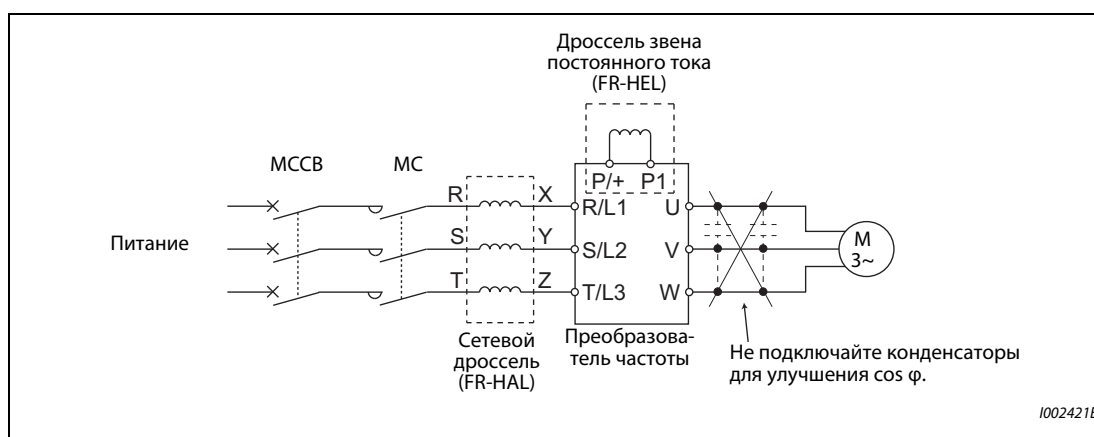 Дроссель звена
постоянного тока
(FR-HEL)
MCCB
MC
P/+ P1
R X R/L1 U
S Y S/L2 V
T Z T/L3 W
Питание
M
3~
Сетевой
дроссель
(FR-HAL)
Преобразова-
тель частоты
Не подключайте конденсаторы
для улучшения cos φ.
I002421E